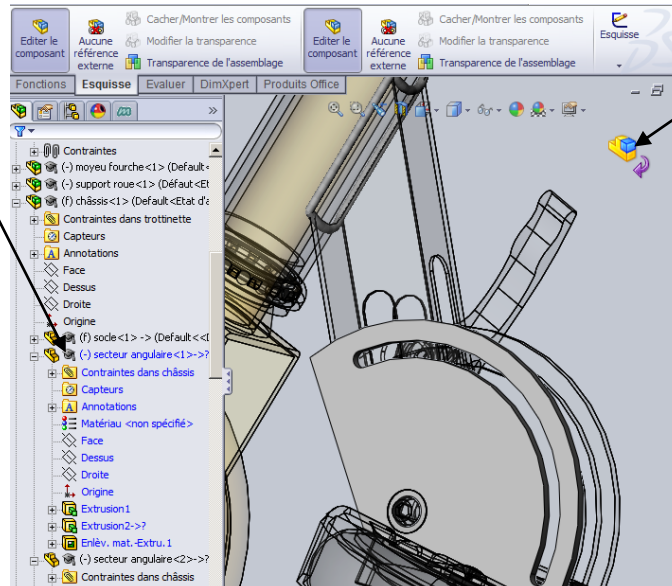 Cacher/Montrer les composants
Editer le composant
Aucune référence externe
Modifier la transparence
Transparence de l'assemblage
Cacher/Montrer les composants
Editer le composant
Aucune référence externe
Modifier la transparence
Transparence de l'assemblage
Esquisse
Fonctions Esquisse Evaluer DimXpert Produits Office
Contraintes
(-) moyeu fourche<1> (Default<
(-) support roue<1> (Défaut<Et
(f) châssis<1> (Default<Etat d'a
Contraintes dans trottinette
Capteurs
Annotations
Face
Dessus
Droite
Origine
(f) socle<1> -> (Default<<D
(-) secteur angulaire<1>->?
Contraintes dans châssis
Capteurs
Annotations
Matériau <non spécifié>
Face
Dessus
Droite
Origine
Extrusion1
Extrusion2->?
Enlèv. mat.-Extru.1
(-) secteur angulaire<2>->?
Contraintes dans châssis